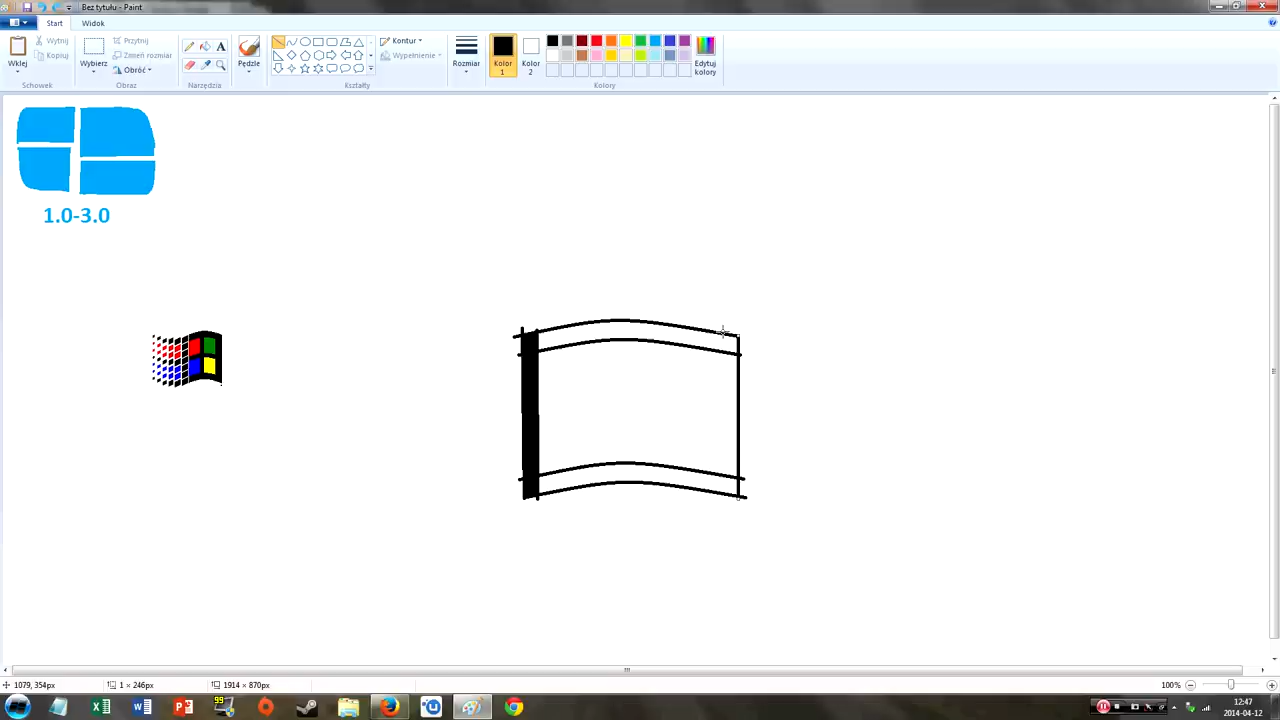 Bez tytułu - Paint
Start
Widok
Wklej
Wytnij
Kopiuj
Schowek
Wybierz
Przytnij
Zmień rozmiar
Obróć
Obraz
A
Narzędzia
Pędzle
Kontur
Wypełnienie
Kształty
Rozmiar
Kolor
1
Kolor
2
Edytuj
kolory
Kolory
1.0-3.0
1079, 354px
1 × 246px
1914 × 870px
100%
99
12:47
2014-04-12